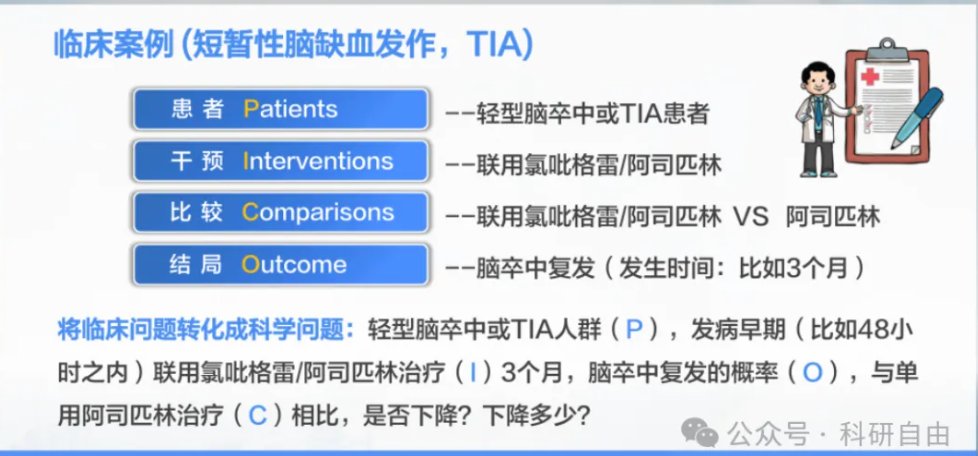 临床案例 (短暂性脑缺血发作，TIA)
患者 Patients --轻型脑卒中或TIA患者
干预 Interventions --联用氯吡格雷/阿司匹林
比较 Comparisons --联用氯吡格雷/阿司匹林 VS 阿司匹林
结局 Outcome --脑卒中复发（发生时间：比如3个月）
将临床问题转化成科学问题：轻型脑卒中或TIA人群（P），发病早期（比如48小
时之内）联用氯吡格雷/阿司匹林治疗（I）3个月，脑卒中复发的概率（O），与单
用阿司匹林治疗（C）相比，是否下降？下降多少？
公众号·科研自由